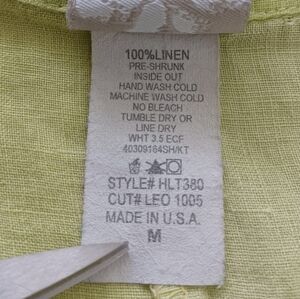 100%LINEN
PRE-SHRUNK
INSIDE OUT
HAND WASH COLD
MACHINE WASH COLD
NO BLEACH
TUMBLE DRY OR
LINE DRY
WHT 3.5 ECF
40309164SH/KT
STYLE# HLT380
CUT# LEO 1005
MADE IN U.S.A.
M